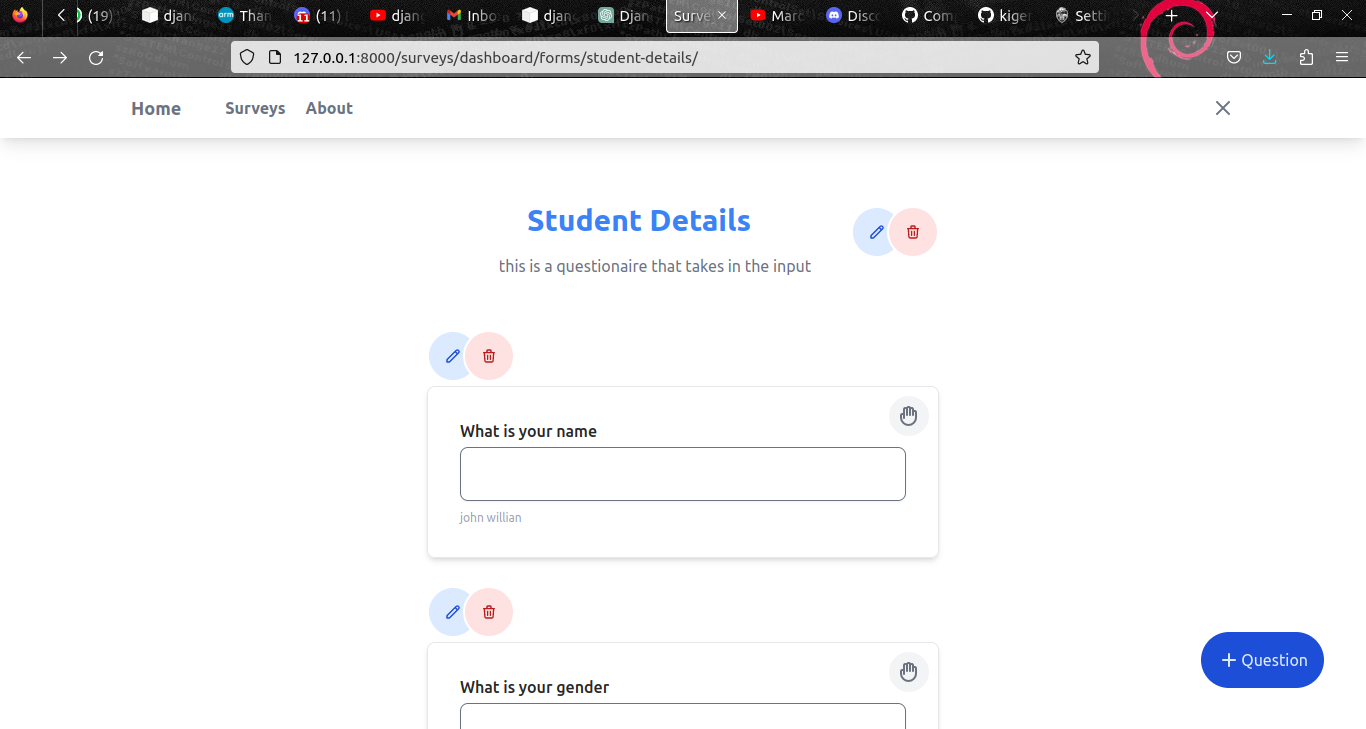 (19) djan Than (11) djan Inbo djan Djan Surve Marc Disco Com kiger Setti
127.0.0.1:8000/surveys/dashboard/forms/student-details/
Home Surveys About
Student Details
this is a questionaire that takes in the input
What is your name
john willian
What is your gender
+ Question